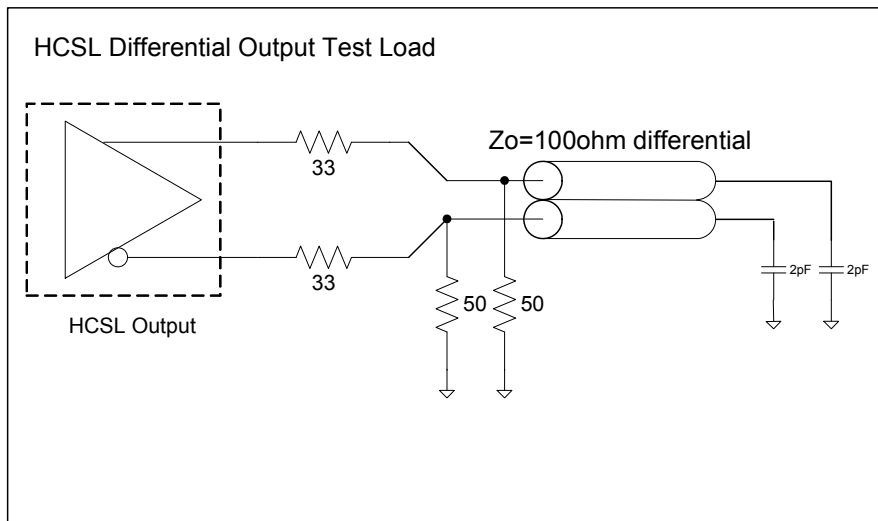 HCSL Differential Output Test Load
33
Zo=100ohm differential
33
50
50
2pF
2pF
HCSL Output